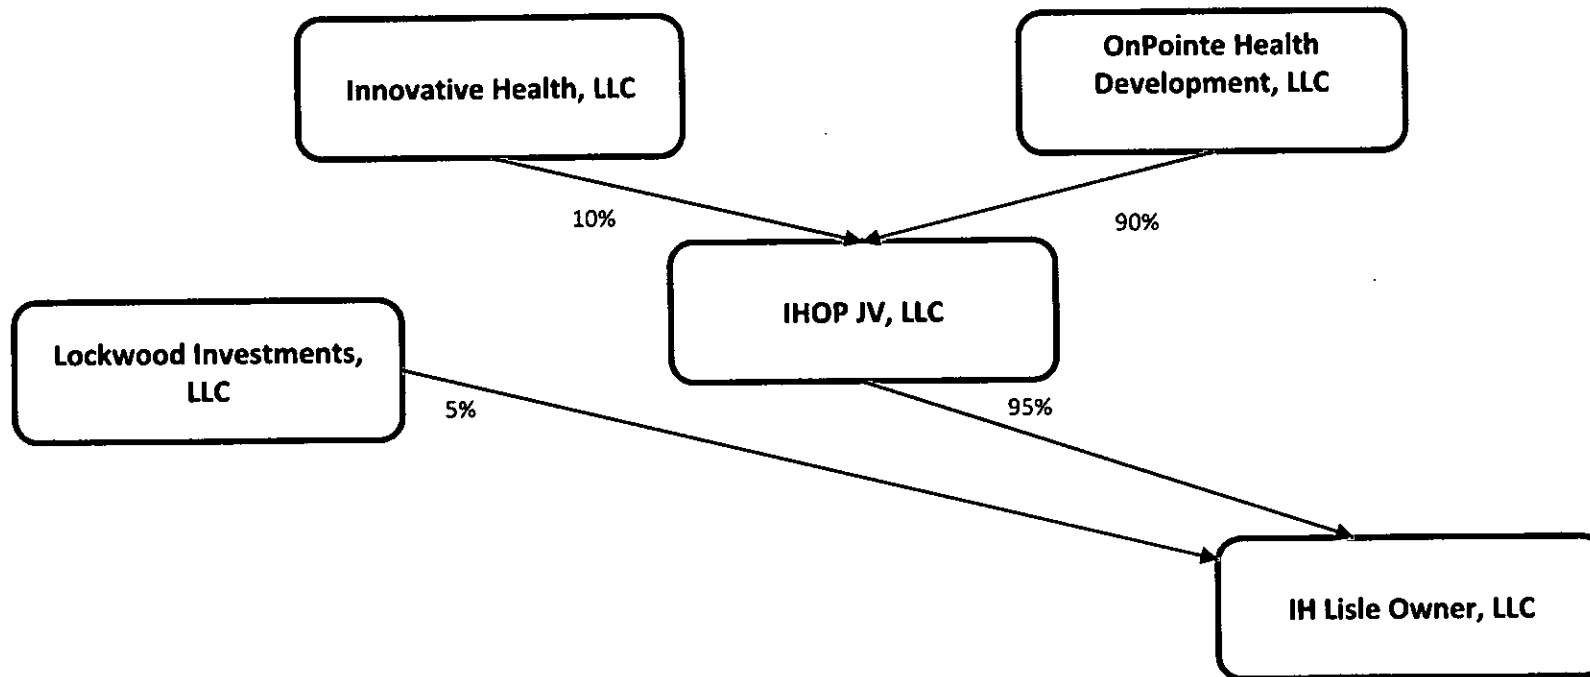 Innovative Health, LLC
OnPointe Health
Development, LLC
10%
90%
IHOP JV, LLC
Lockwood Investments,
LLC
5%
95%
IH Lisle Owner, LLC